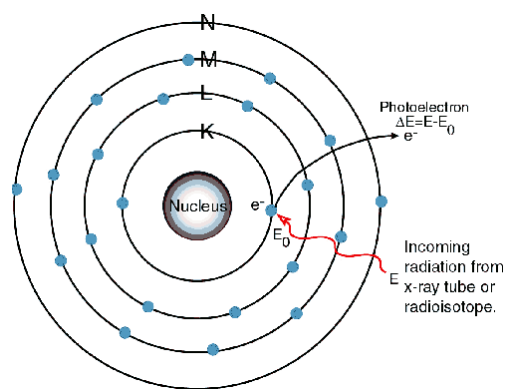 N
M
L
K
Photoelectron
ΔE=E-E0
e-
Nucleus
e-
E0
E
Incoming
radiation from
x-ray tube or
radioisotope.